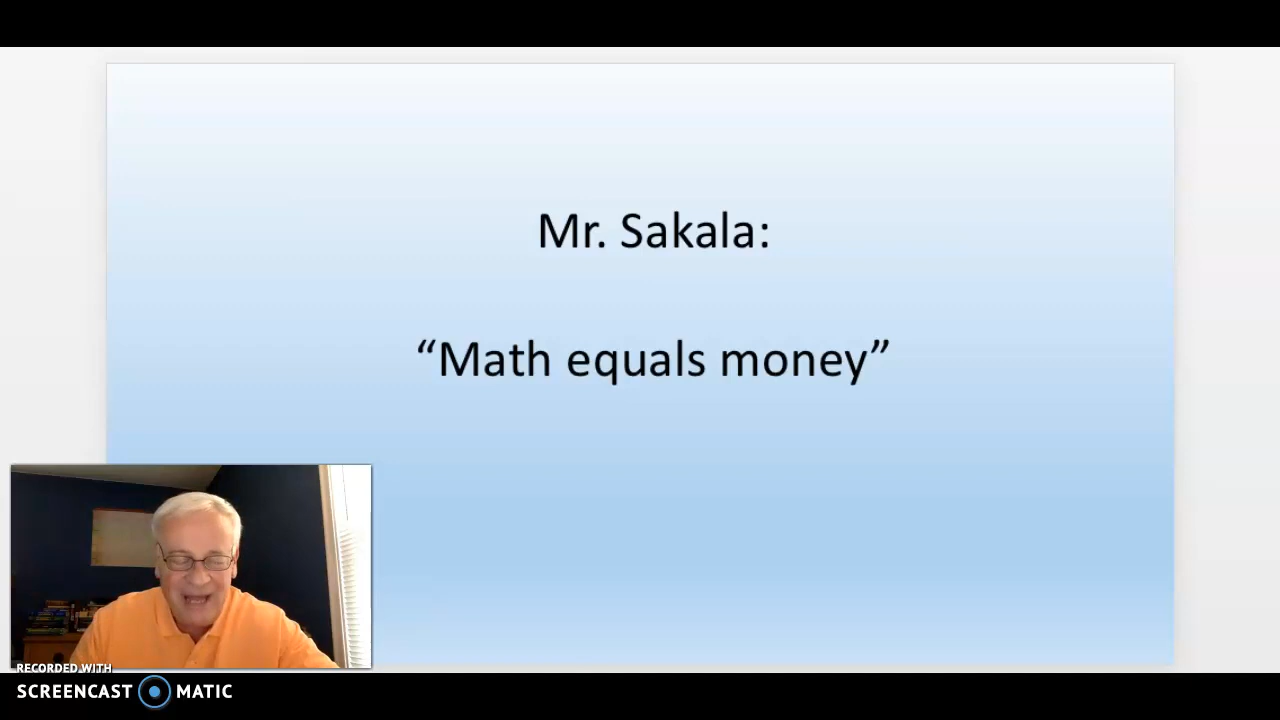 Mr. Sakala:
“Math equals money”
RECORDED WITH
SCREENCAST MATIC